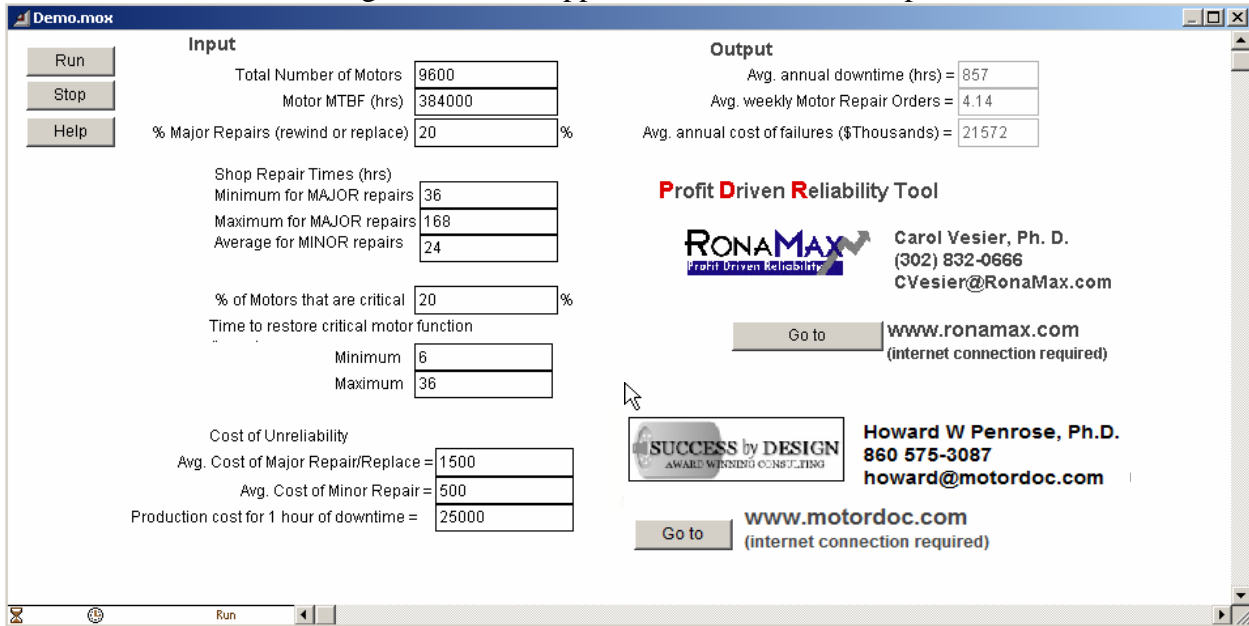 Demo.mox
Run
Stop
Help
Input
Total Number of Motors 9600
Motor MTBF (hrs) 384000
% Major Repairs (rewind or replace) 20 %
Shop Repair Times (hrs)
Minimum for MAJOR repairs 36
Maximum for MAJOR repairs 168
Average for MINOR repairs 24
% of Motors that are critical 20 %
Time to restore critical motor function
Minimum 6
Maximum 36
Cost of Unreliability
Avg. Cost of Major Repair/Replace = 1500
Avg. Cost of Minor Repair = 500
Production cost for 1 hour of downtime = 25000
Output
Avg. annual downtime (hrs) = 857
Avg. weekly Motor Repair Orders = 4.14
Avg. annual cost of failures ($Thousands) = 21572
Profit Driven Reliability Tool
RONAMAX
Profit Driven Reliability
Carol Vesier, Ph. D.
(302) 832-0666
CVesier@RonaMax.com
Go to www.ronamax.com
(internet connection required)
SUCCESS by DESIGN
AWARD WINNING CONSULTING
Howard W Penrose, Ph.D.
860 575-3087
howard@motordoc.com
Go to www.motordoc.com
(internet connection required)
Run